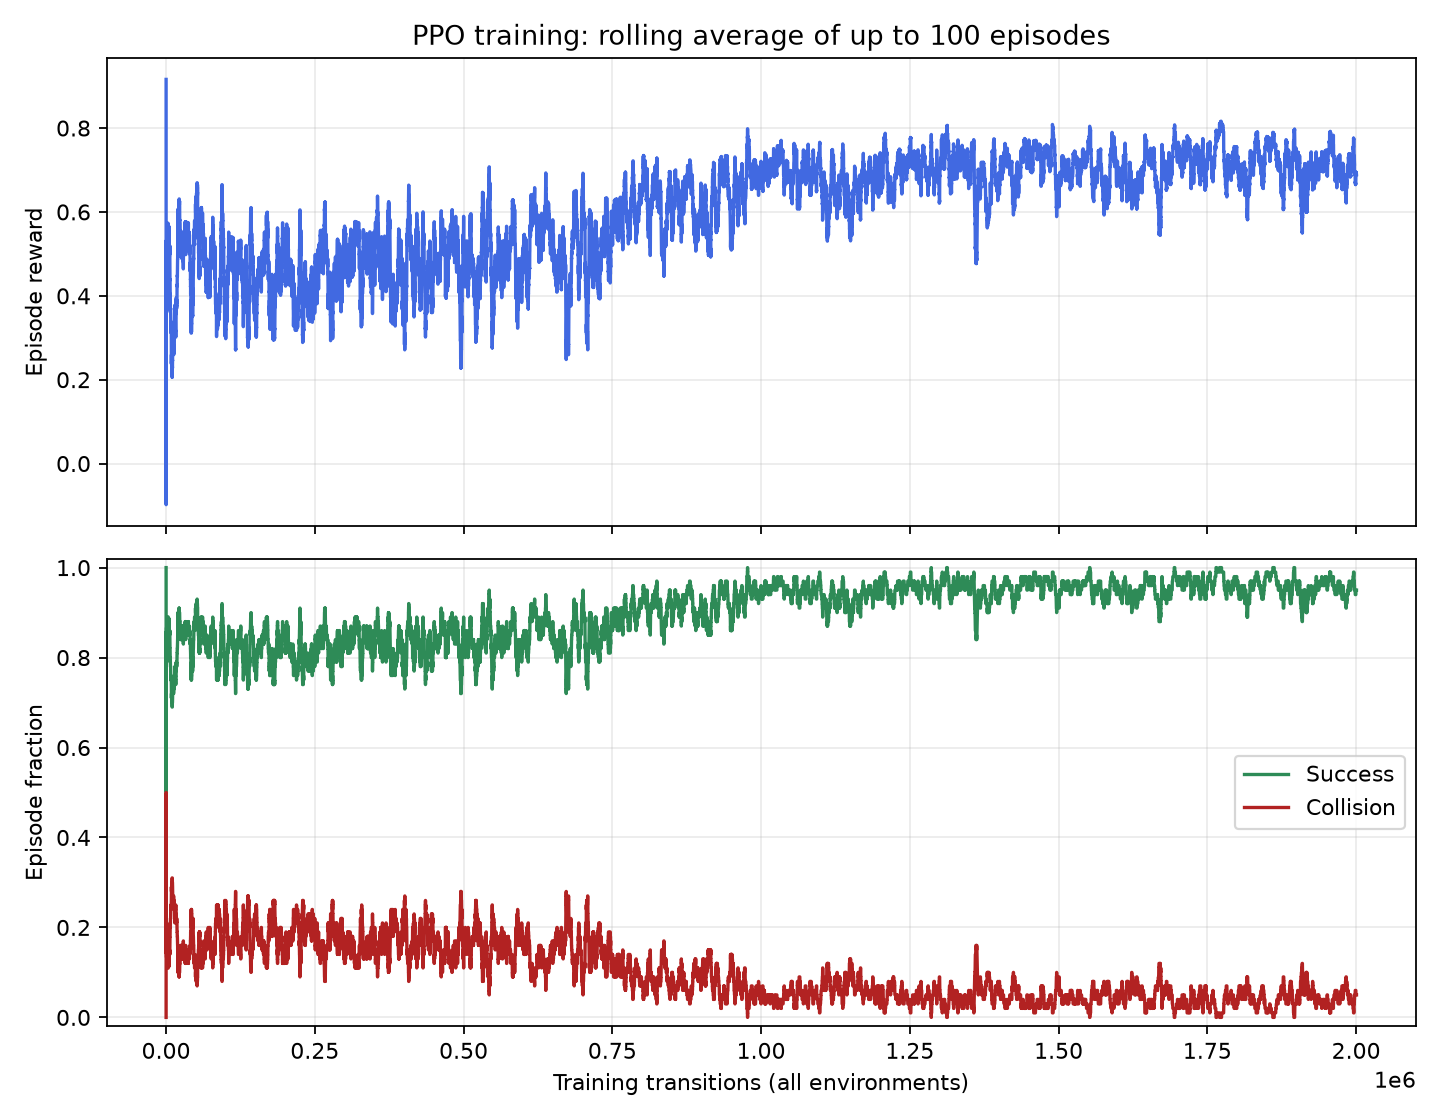 PPO training: rolling average of up to 100 episodes
Episode reward
0.8
0.6
0.4
0.2
0.0
Episode fraction
1.0
0.8
0.6
0.4
0.2
0.0
Success
Collision
0.00 0.25 0.50 0.75 1.00 1.25 1.50 1.75 2.00
1e6
Training transitions (all environments)